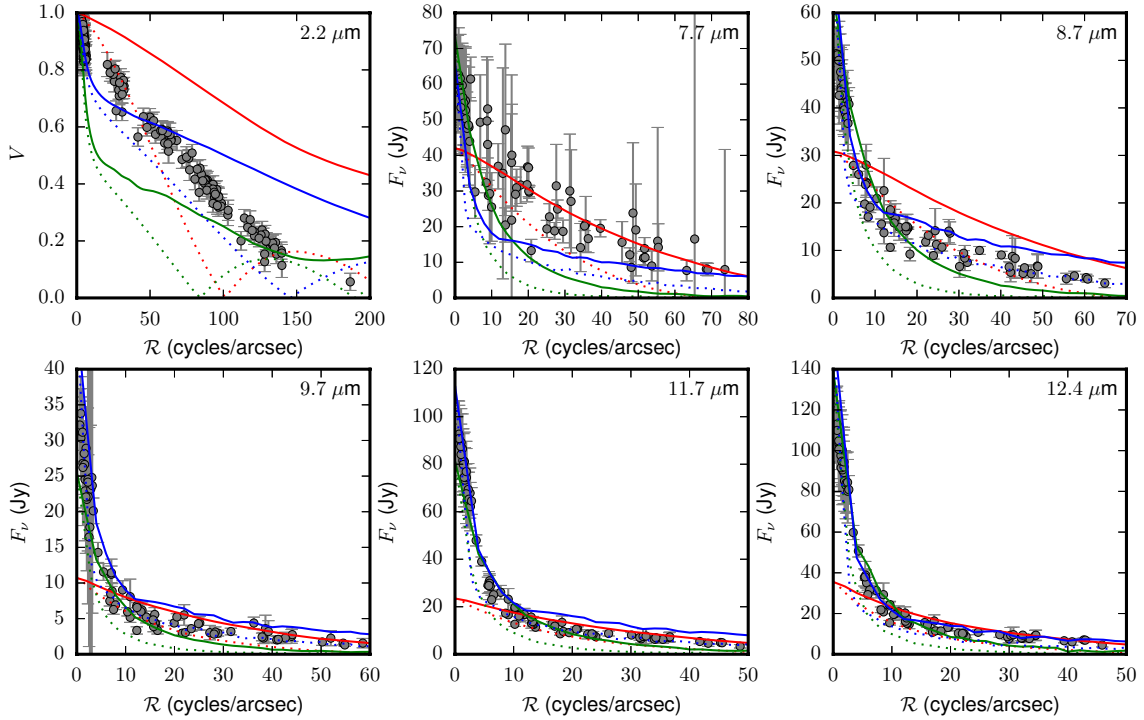 2.2 μm
1.0
0.8
0.6
0.4
0.2
0.0
V
0 50 100 150 200
R (cycles/arcsec)
7.7 μm
80
70
60
50
40
30
20
10
0
Fν (Jy)
0 10 20 30 40 50 60 70 80
R (cycles/arcsec)
8.7 μm
60
50
40
30
20
10
0
Fν (Jy)
0 10 20 30 40 50 60 70
R (cycles/arcsec)
9.7 μm
40
35
30
25
20
15
10
5
0
Fν (Jy)
0 10 20 30 40 50 60
R (cycles/arcsec)
11.7 μm
120
100
80
60
40
20
0
Fν (Jy)
0 10 20 30 40 50
R (cycles/arcsec)
12.4 μm
140
120
100
80
60
40
20
0
Fν (Jy)
0 10 20 30 40 50
R (cycles/arcsec)